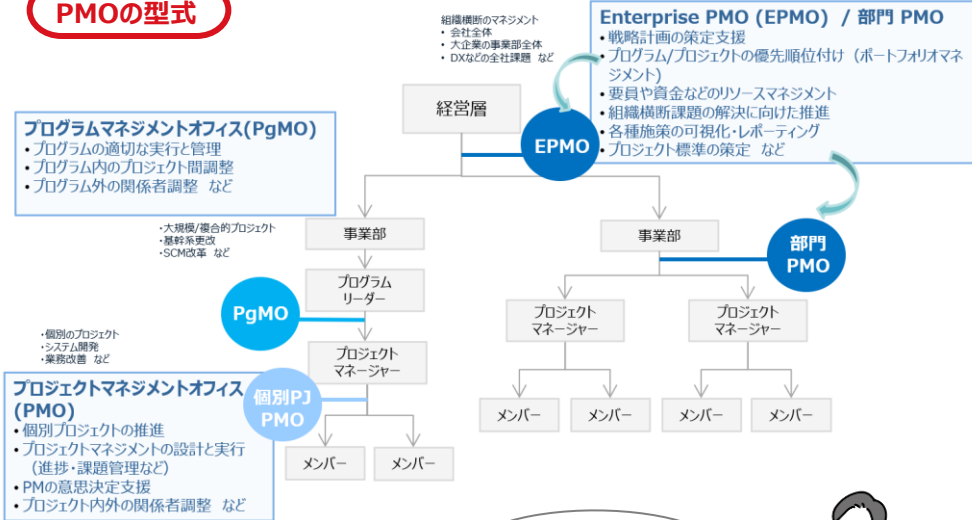 PMOの型式
組織横断のマネジメント
・ 会社全体
・ 大企業の事業部全体
・ DXなどの全社課題 など
Enterprise PMO (EPMO) / 部門 PMO
• 戦略計画の策定支援
• プログラム/プロジェクトの優先順位付け (ポートフォリオマネ
ジメント)
• 要員や資金などのリソースマネジメント
• 組織横断課題の解決に向けた推進
• 各種施策の可視化・レポーティング
• プロジェクト標準の策定 など
経営層
EPMO
プログラムマネジメントオフィス(PgMO)
• プログラムの適切な実行と管理
• プログラム内のプロジェクト間調整
• プログラム外の関係者調整 など
・大規模/複合的プロジェクト
・基幹系更改
・SCM改革 など
事業部
事業部
部門
PMO
プログラム
リーダー
PgMO
プロジェクト
マネージャー
プロジェクト
マネージャー
・個別のプロジェクト
・システム開発
・業務改善 など
プロジェクト
マネージャー
プロジェクトマネジメントオフィス
(PMO)
• 個別プロジェクトの推進
• プロジェクトマネジメントの設計と実行
(進捗・課題管理など)
• PMの意思決定支援
• プロジェクト内外の関係者調整 など
個別PJ
PMO
メンバー
メンバー
メンバー
メンバー
メンバー
メンバー